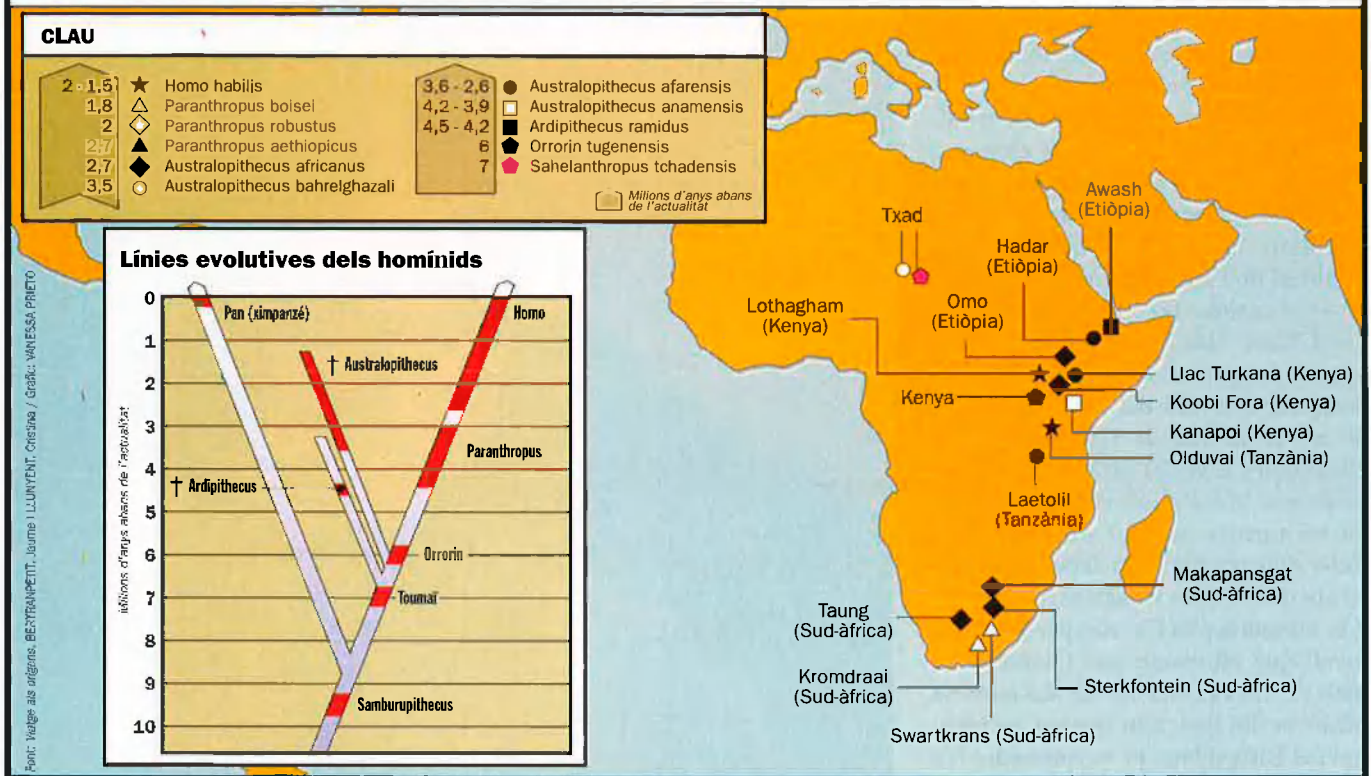 CLAU
2 - 1,5 Homo habilis
1,8 Paranthropus boisei
2 Paranthropus robustus
2,7 Paranthropus aethiopicus
2,7 Australopithecus africanus
3,5 Australopithecus bahrelghazali
3,6 - 2,6 Australopithecus afarensis
4,2 - 3,9 Australopithecus anamensis
4,5 - 4,2 Ardipithecus ramidus
6 Orrorin tugenensis
7 Sahelanthropus tchadensis
Milions d'anys abans
de l'actualitat
Línies evolutives dels homínids
Milions d'anys abans de l'actualitat
0
1
2
3
4
5
6
7
8
9
10
Pan (ximpanzé)
Homo
† Australopithecus
Paranthropus
† Ardipithecus
Orrorin
Toumaï
Samburupithecus
Font: Viatge als orígens, BERTRANPETIT, Jaume i JUNYENT, Cristina / Gràfic: VANESSA PRIETO
Txad
Awash
(Etiòpia)
Hadar
(Etiòpia)
Omo
(Etiòpia)
Lothagham
(Kenya)
Kenya
Llac Turkana (Kenya)
Koobi Fora (Kenya)
Kanapoi (Kenya)
Olduvai (Tanzània)
Laetolil
(Tanzània)
Makapansgat
(Sud-àfrica)
Taung
(Sud-àfrica)
Kromdraai
(Sud-àfrica)
Sterkfontein (Sud-àfrica)
Swartkrans (Sud-àfrica)